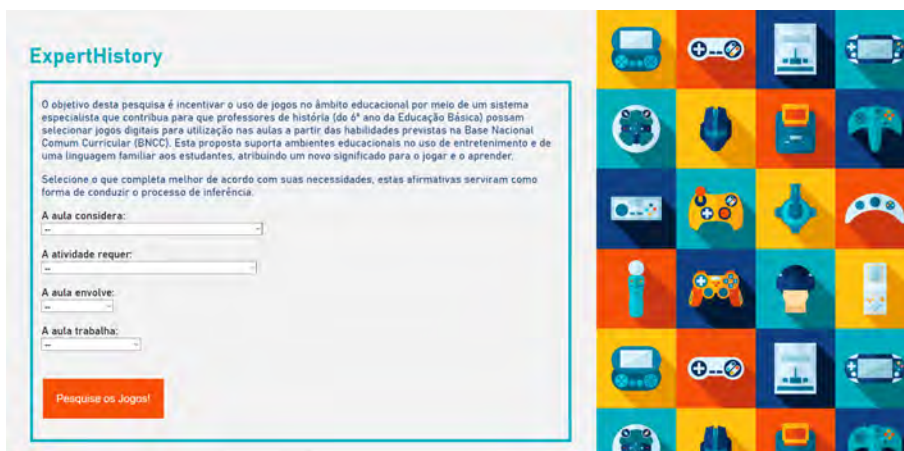 ExpertHistory
O objetivo desta pesquisa é incentivar o uso de jogos no âmbito educacional por meio de um sistema
especialista que contribua para que professores de história (do 6º ano da Educação Básica) possam
selecionar jogos digitais para utilização nas aulas a partir das habilidades previstas na Base Nacional
Comum Curricular (BNCC). Esta proposta suporta ambientes educacionais no uso de entretenimento e de
uma linguagem familiar aos estudantes, atribuindo um novo significado para o jogar e o aprender.
Selecione o que completa melhor de acordo com suas necessidades, estas afirmativas serviram como
forma de conduzir o processo de inferência.
A aula considera:
--
A atividade requer:
--
A aula envolve:
--
A aula trabalha:
--
Pesquise os Jogos!